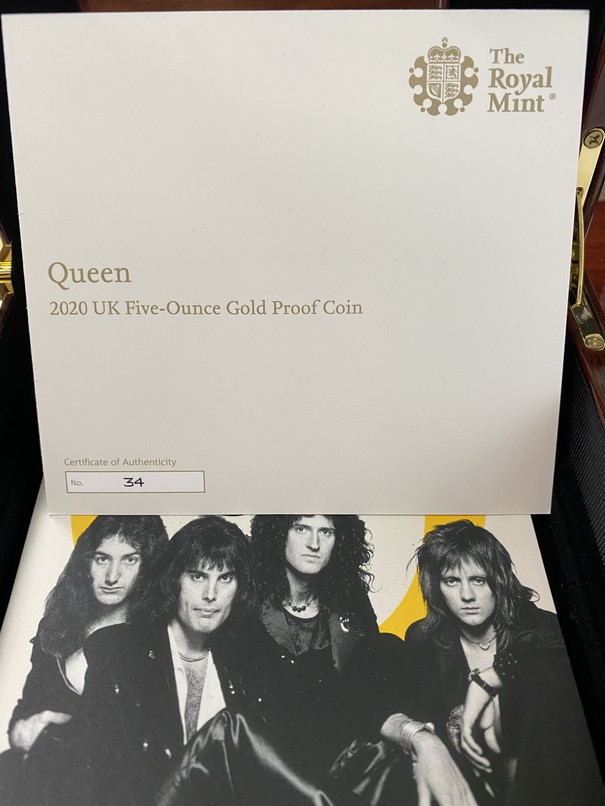 The
Royal
Mint®
Queen
2020 UK Five-Ounce Gold Proof Coin
Certificate of Authenticity
No. 34